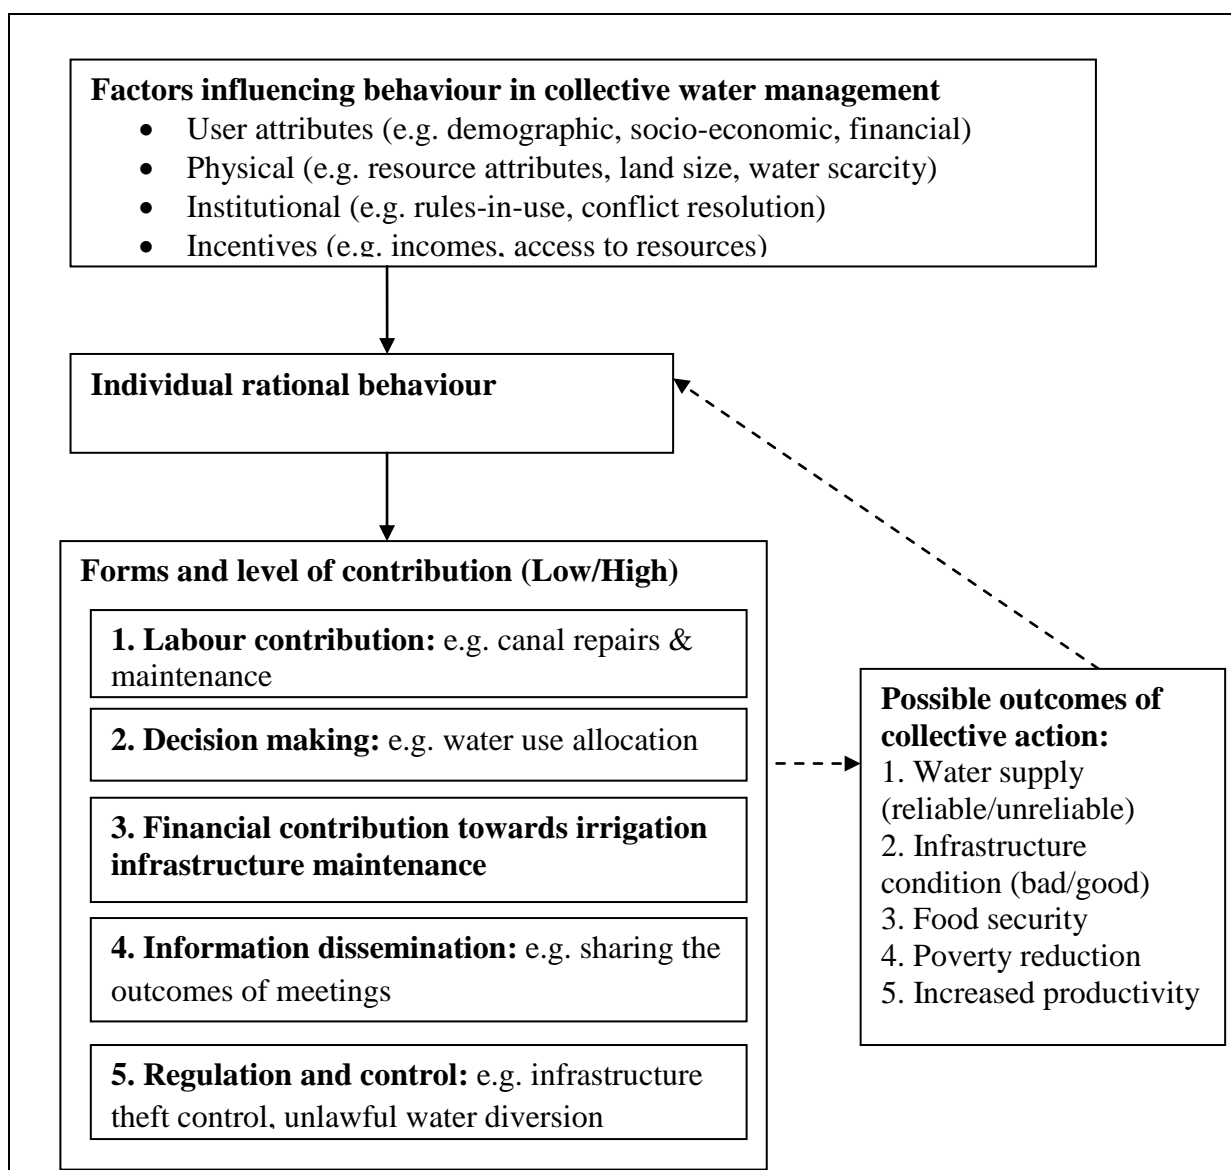 Factors influencing behaviour in collective water management
• User attributes (e.g. demographic, socio-economic, financial)
• Physical (e.g. resource attributes, land size, water scarcity)
• Institutional (e.g. rules-in-use, conflict resolution)
• Incentives (e.g. incomes, access to resources)
Individual rational behaviour
Forms and level of contribution (Low/High)
1. Labour contribution: e.g. canal repairs &
maintenance
2. Decision making: e.g. water use allocation
3. Financial contribution towards irrigation
infrastructure maintenance
4. Information dissemination: e.g. sharing the
outcomes of meetings
5. Regulation and control: e.g. infrastructure
theft control, unlawful water diversion
Possible outcomes of
collective action:
1. Water supply
(reliable/unreliable)
2. Infrastructure
condition (bad/good)
3. Food security
4. Poverty reduction
5. Increased productivity